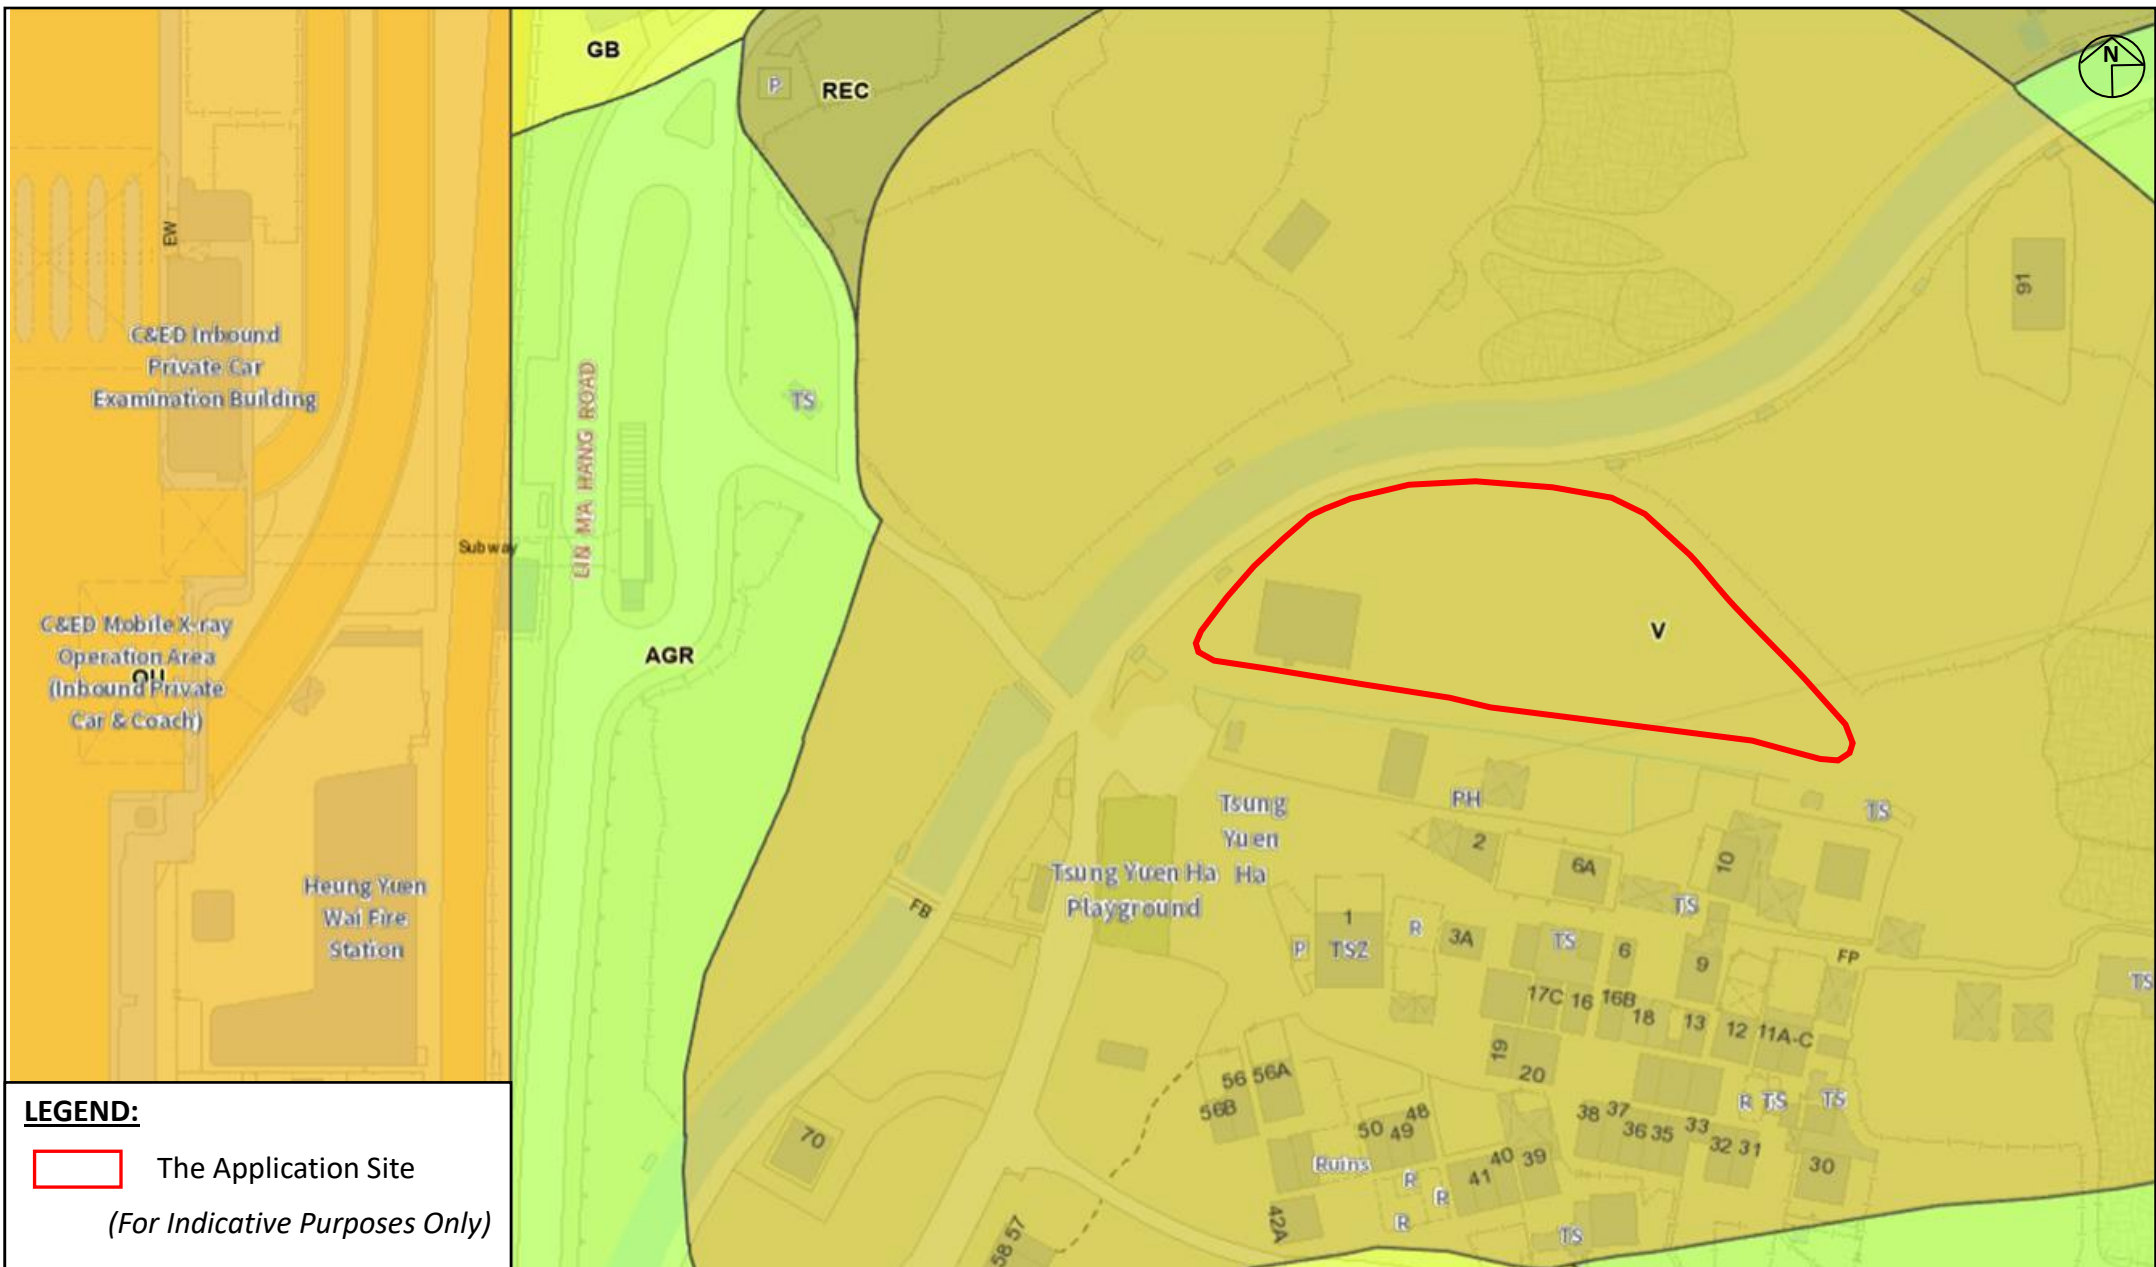 GB
REC
P
N
EW
C&ED Inbound
Private Car
Examination Building
LIN MA HANG ROAD
TS
91
Subway
C&ED Mobile X-ray
Operation Area
OU
(Inbound Private
Car & Coach)
AGR
V
Heung Yuen
Wai Fire
Station
Tsung
Yuen
Ha
Tsung Yuen Ha
Playground
PH
TS
2
6A
10
TS
FB
1
P
TSZ
R
3A
TS
6
9
FP
TS
17C
16
16B
18
13
12
11A-C
19
20
56
56A
56B
50
49
48
38
37
36
35
33
32
31
R
TS
TS
70
Ruins
R
R
R
41
40
39
30
42A
TS
58
57
LEGEND:
The Application Site
(For Indicative Purposes Only)